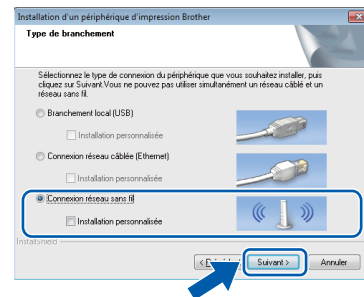 Installation d'un périphérique d'impression Brother
Type de branchement
Sélectionnez le type de connexion du périphérique que vous souhaitez installer, puis
cliquez sur Suivant.Vous ne pouvez pas utiliser simultanément un réseau câblé et un
réseau sans fil.
Branchement local (USB)
Installation personnalisée
Connexion réseau câblée (Ethernet)
Installation personnalisée
Connexion réseau sans fil
Installation personnalisée
InstallShield
Suivant >
Annuler